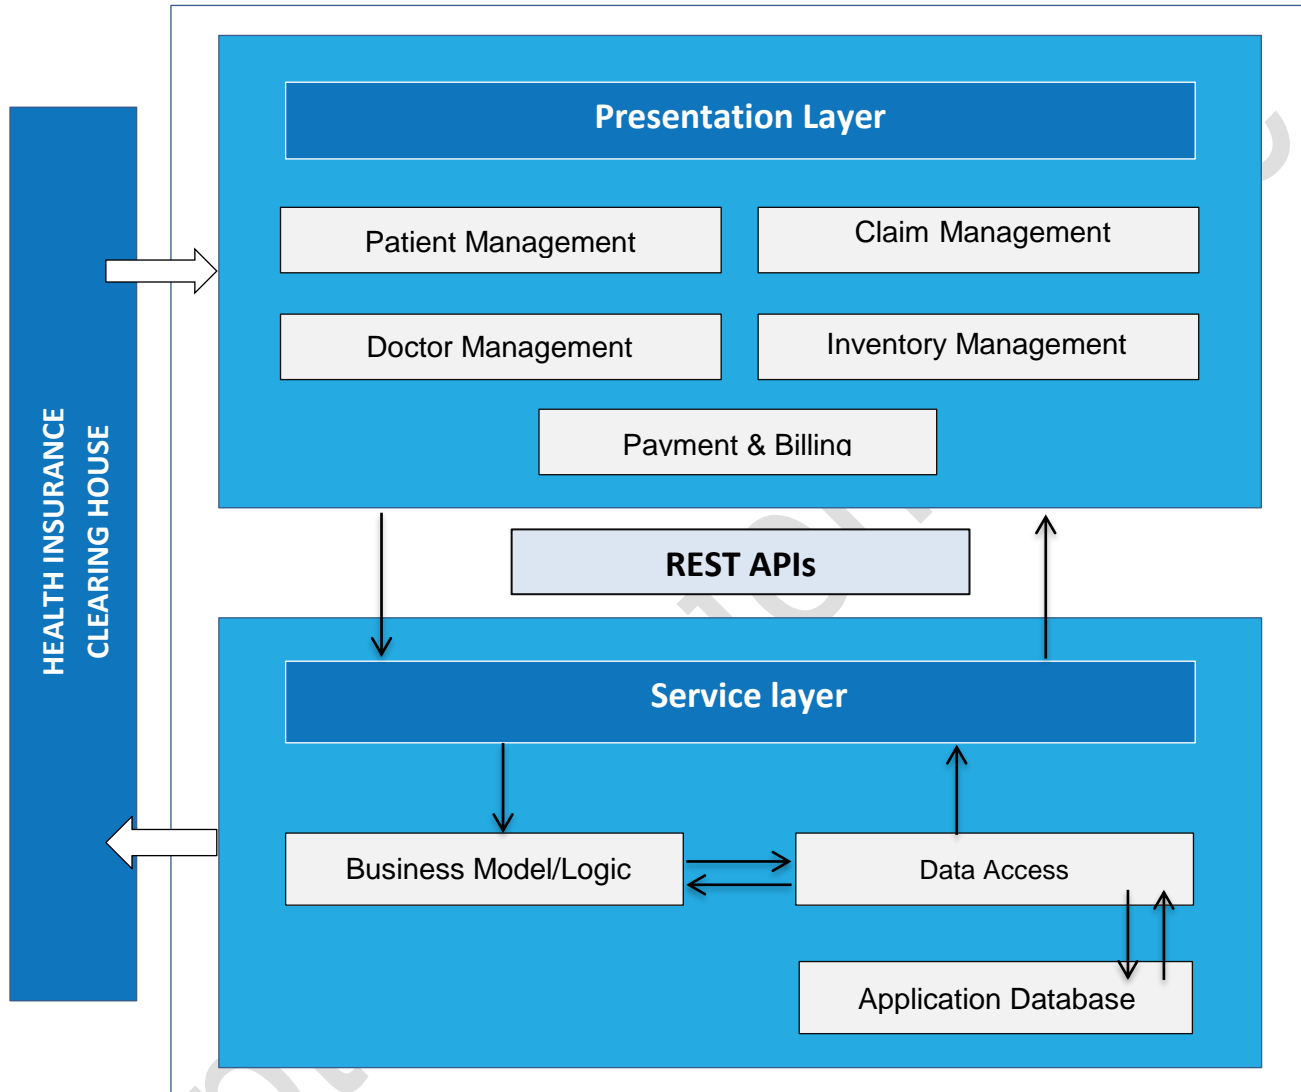 Presentation Layer
Patient Management
Claim Management
Doctor Management
Inventory Management
Payment & Billing
HEALTH INSURANCE
CLEARING HOUSE
REST APIs
Service layer
Business Model/Logic
Data Access
Application Database